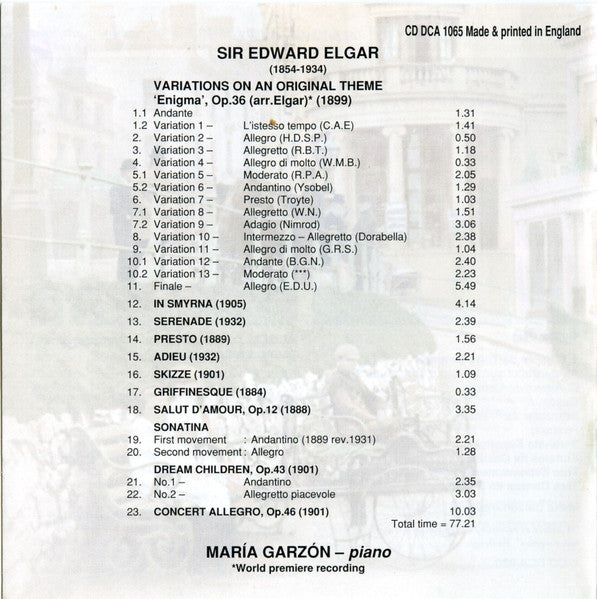 CD DCA 1065 Made & printed in England
SIR EDWARD ELGAR
(1854-1934)
VARIATIONS ON AN ORIGINAL THEME
‘Enigma’, Op.36 (arr.Elgar)* (1899)
1.1 Andante 1.31
1.2 Variation 1 – L’istesso tempo (C.A.E) 1.41
2. Variation 2 – Allegro (H.D.S.P.) 0.50
3. Variation 3 – Allegretto (R.B.T.) 1.18
4. Variation 4 – Allegro di molto (W.M.B.) 0.33
5.1 Variation 5 – Moderato (R.P.A.) 2.05
5.2 Variation 6 – Andantino (Ysobel) 1.29
6. Variation 7 – Presto (Troyte) 1.03
7.1 Variation 8 – Allegretto (W.N.) 1.51
7.2 Variation 9 – Adagio (Nimrod) 3.06
8. Variation 10 – Intermezzo – Allegretto (Dorabella) 2.38
9. Variation 11 – Allegro di molto (G.R.S.) 1.04
10.1 Variation 12 – Andante (B.G.N.) 2.40
10.2 Variation 13 – Moderato (***) 2.23
11. Finale – Allegro (E.D.U.) 5.49
12. IN SMYRNA (1905) 4.14
13. SERENADE (1932) 2.39
14. PRESTO (1889) 1.56
15. ADIEU (1932) 2.21
16. SKIZZE (1901) 1.09
17. GRIFFINESQUE (1884) 0.33
18. SALUT D’AMOUR, Op.12 (1888) 3.35
SONATINA
19. First movement : Andantino (1889 rev.1931) 2.21
20. Second movement : Allegro 1.28
DREAM CHILDREN, Op.43 (1901)
21. No.1 – Andantino 2.35
22. No.2 – Allegretto piacevole 3.03
23. CONCERT ALLEGRO, Op.46 (1901) 10.03
Total time = 77.21
MARÍA GARZÓN – piano
*World premiere recording